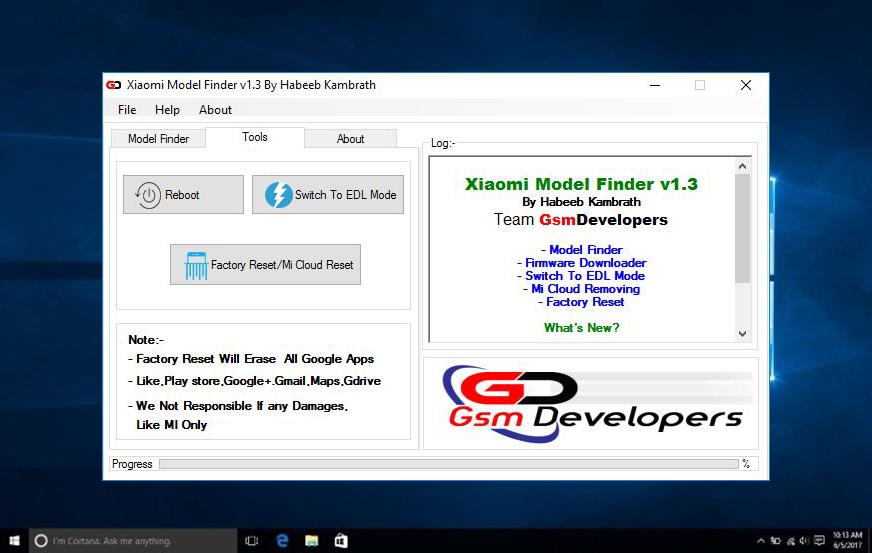 Xiaomi Model Finder v1.3 By Habeeb Kambrath
File Help About
Model Finder Tools About
Reboot
Switch To EDL Mode
Factory Reset/Mi Cloud Reset
Note:-
- Factory Reset Will Erase All Google Apps
- Like,Play store,Google+.Gmail,Maps,Gdrive
- We Not Responsible If any Damages,
Like MI Only
Log:-
Xiaomi Model Finder v1.3
By Habeeb Kambrath
Team GsmDevelopers
- Model Finder
- Firmware Downloader
- Switch To EDL Mode
- Mi Cloud Removing
- Factory Reset
What's New?
GD
Gsm Developers
Progress %
I'm Cortana. Ask me anything.
10:13 AM
6/5/2017